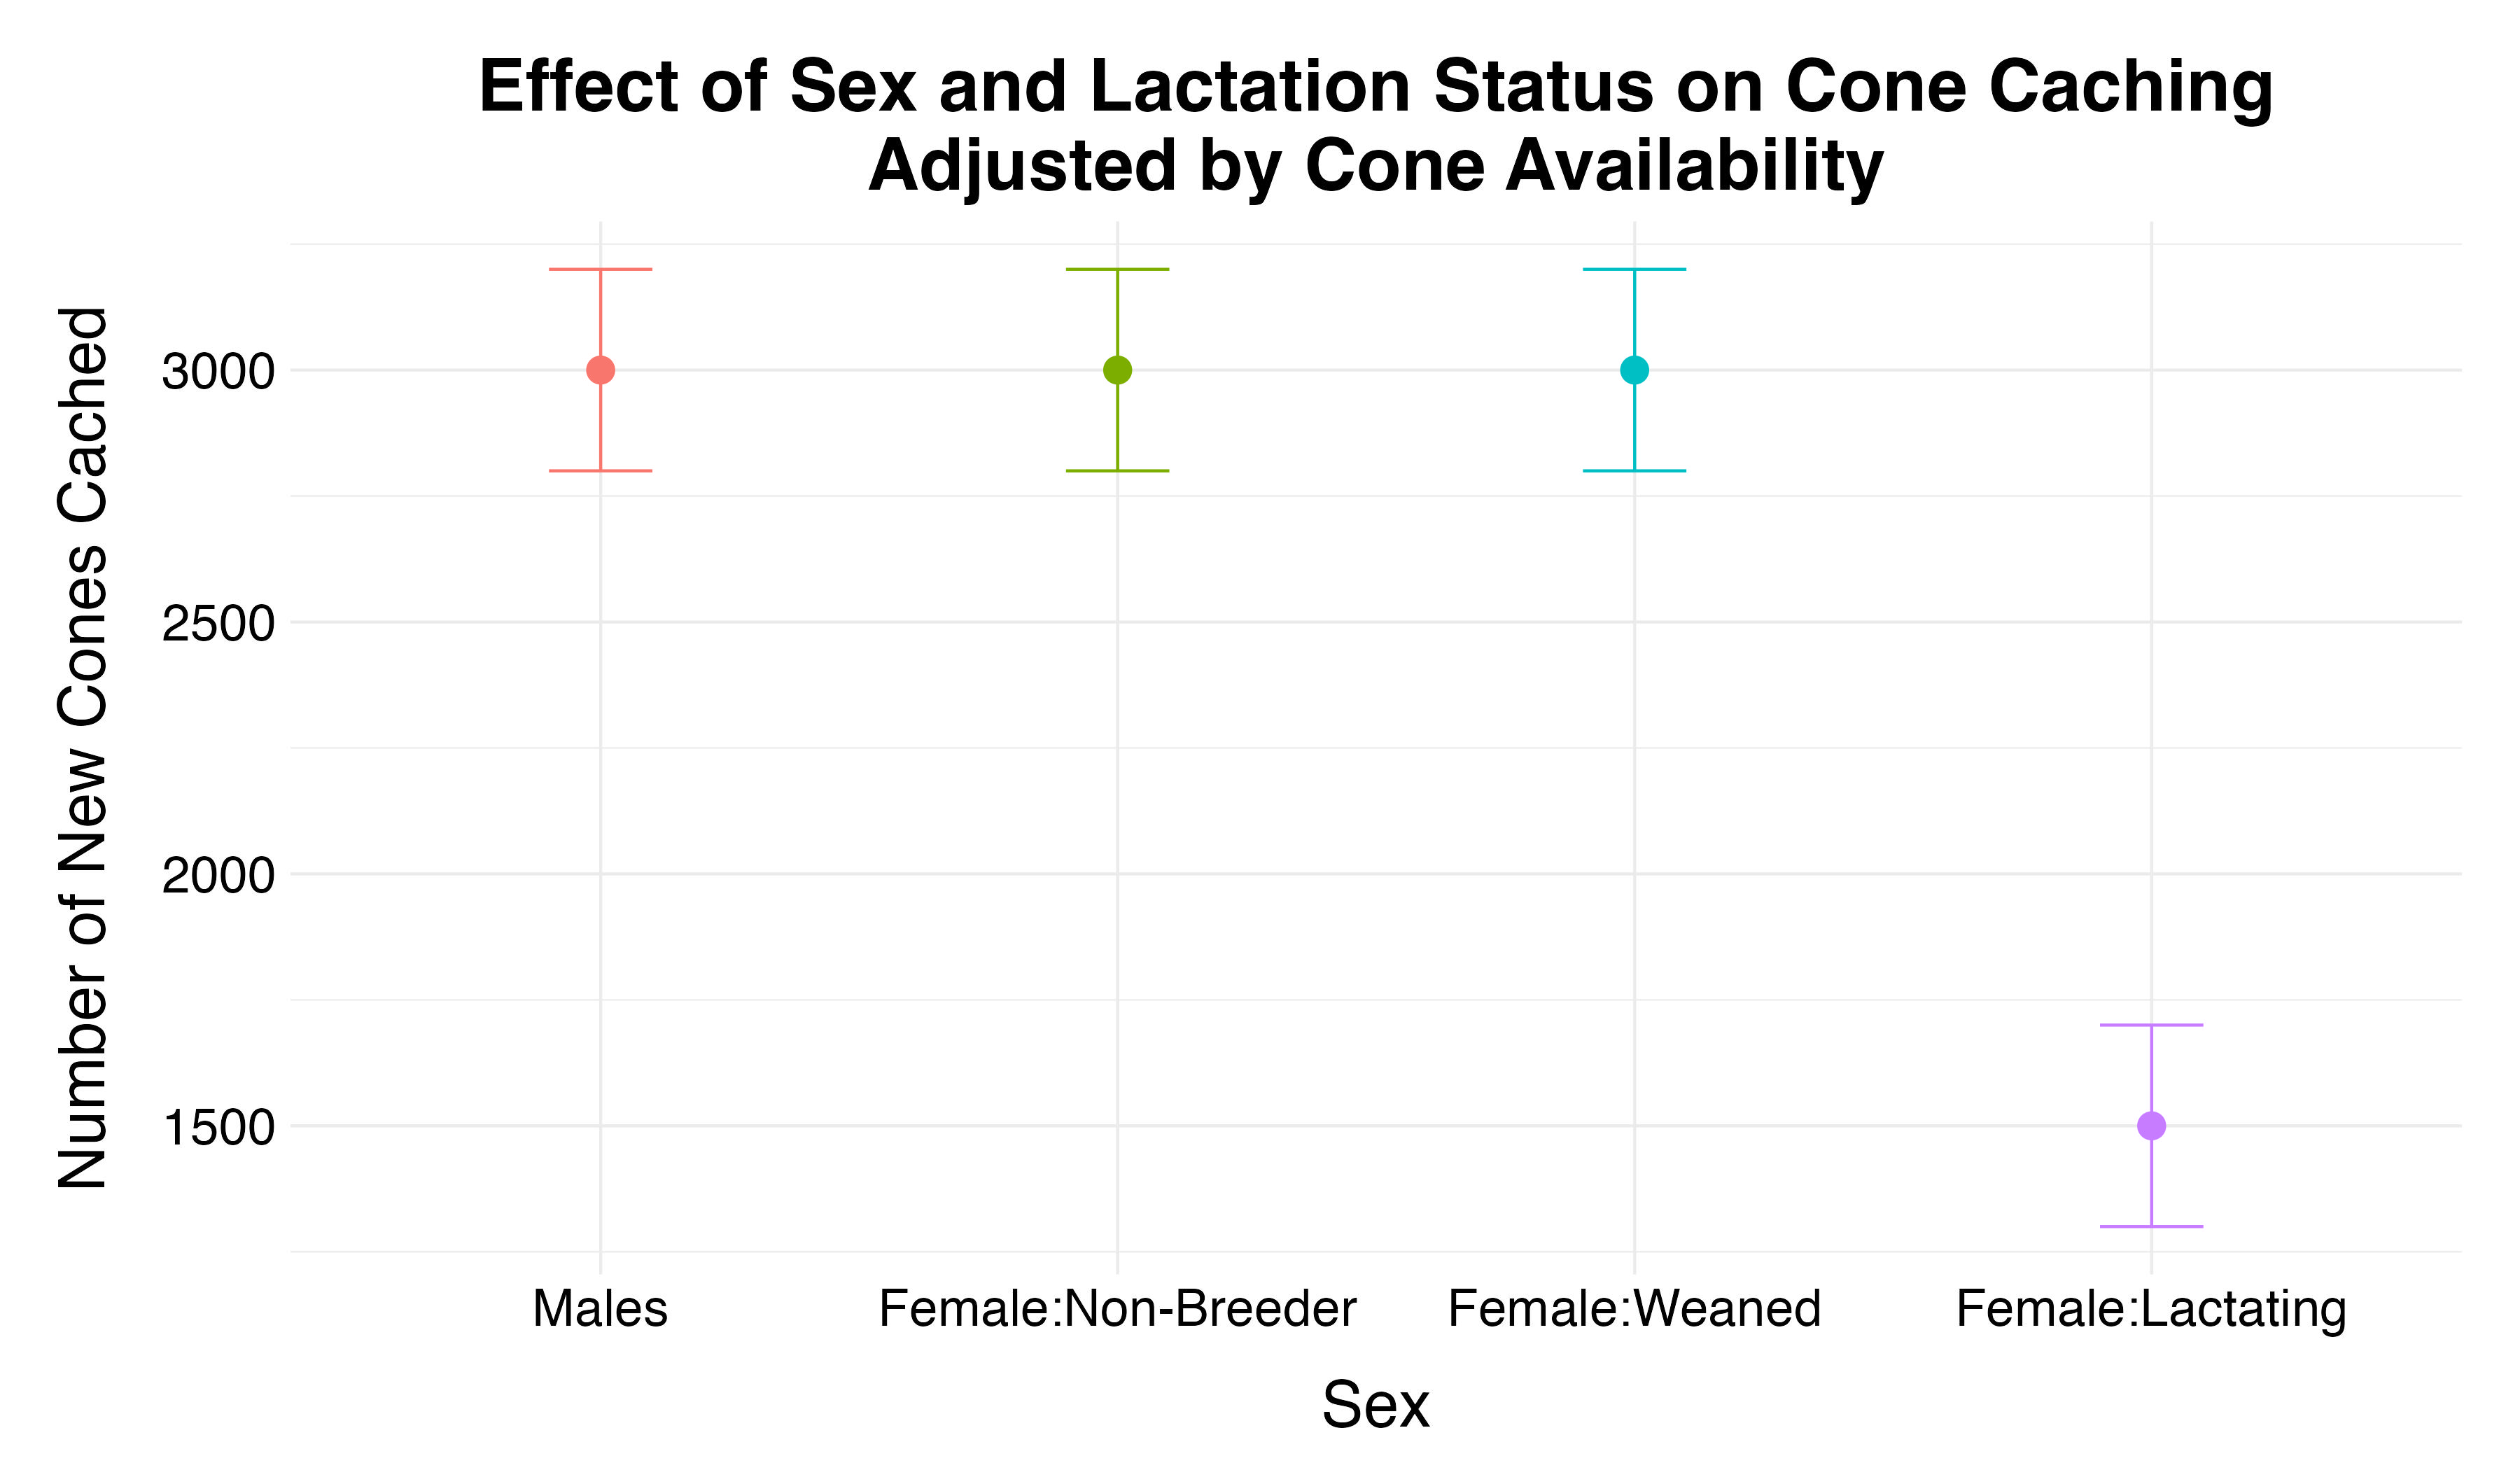 Effect of Sex and Lactation Status on Cone Caching
Adjusted by Cone Availability
Number of New Cones Cached
3000
2500
2000
1500
Males
Female:Non-Breeder
Female:Weaned
Female:Lactating
Sex